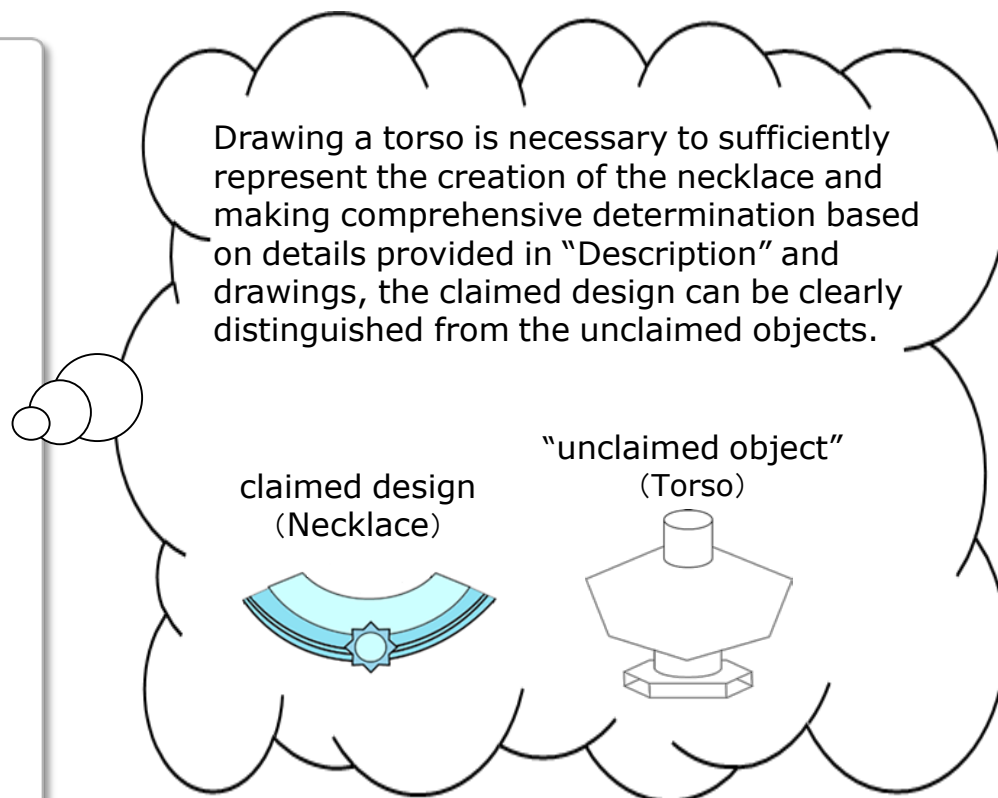 Drawing a torso is necessary to sufficiently
represent the creation of the necklace and
making comprehensive determination based
on details provided in “Description” and
drawings, the claimed design can be clearly
distinguished from the unclaimed objects.
claimed design
（Necklace）
“unclaimed object”
（Torso）